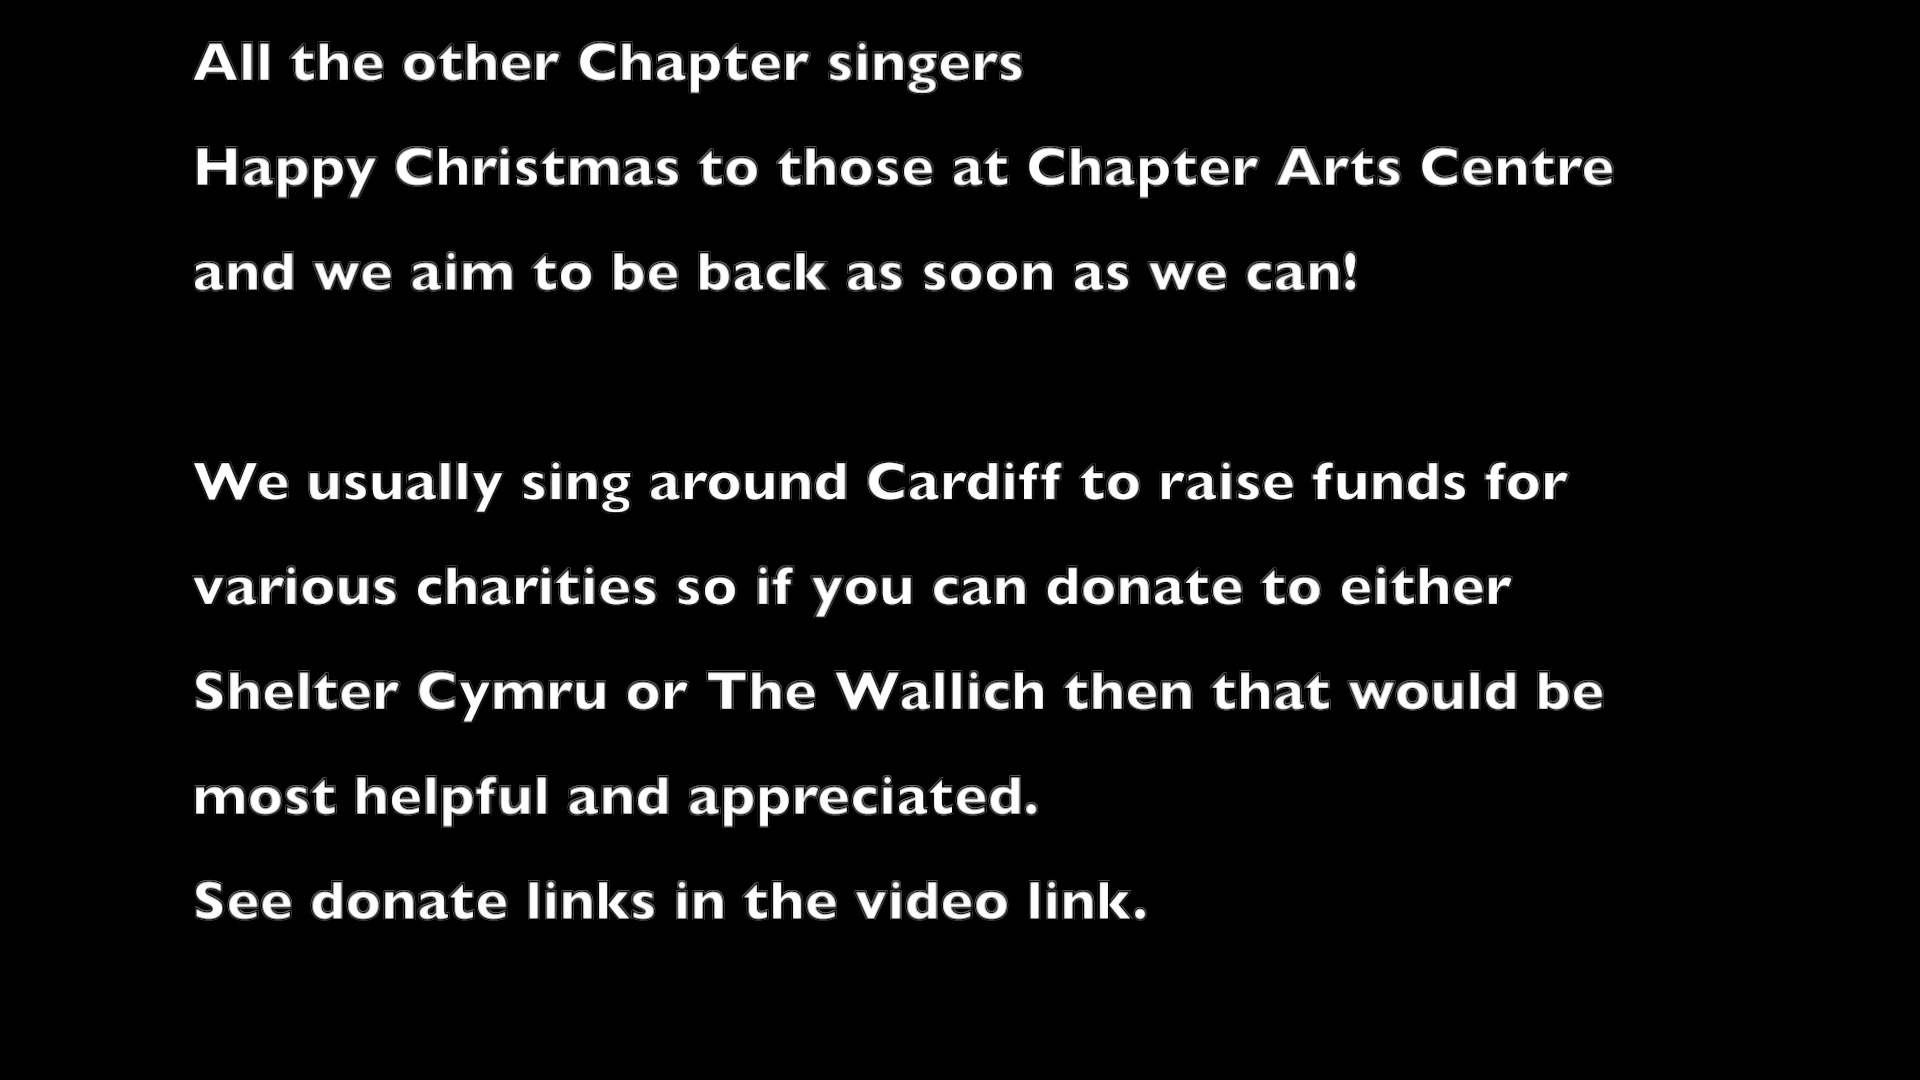 All the other Chapter singers
Happy Christmas to those at Chapter Arts Centre
and we aim to be back as soon as we can!
We usually sing around Cardiff to raise funds for
various charities so if you can donate to either
Shelter Cymru or The Wallich then that would be
most helpful and appreciated.
See donate links in the video link.